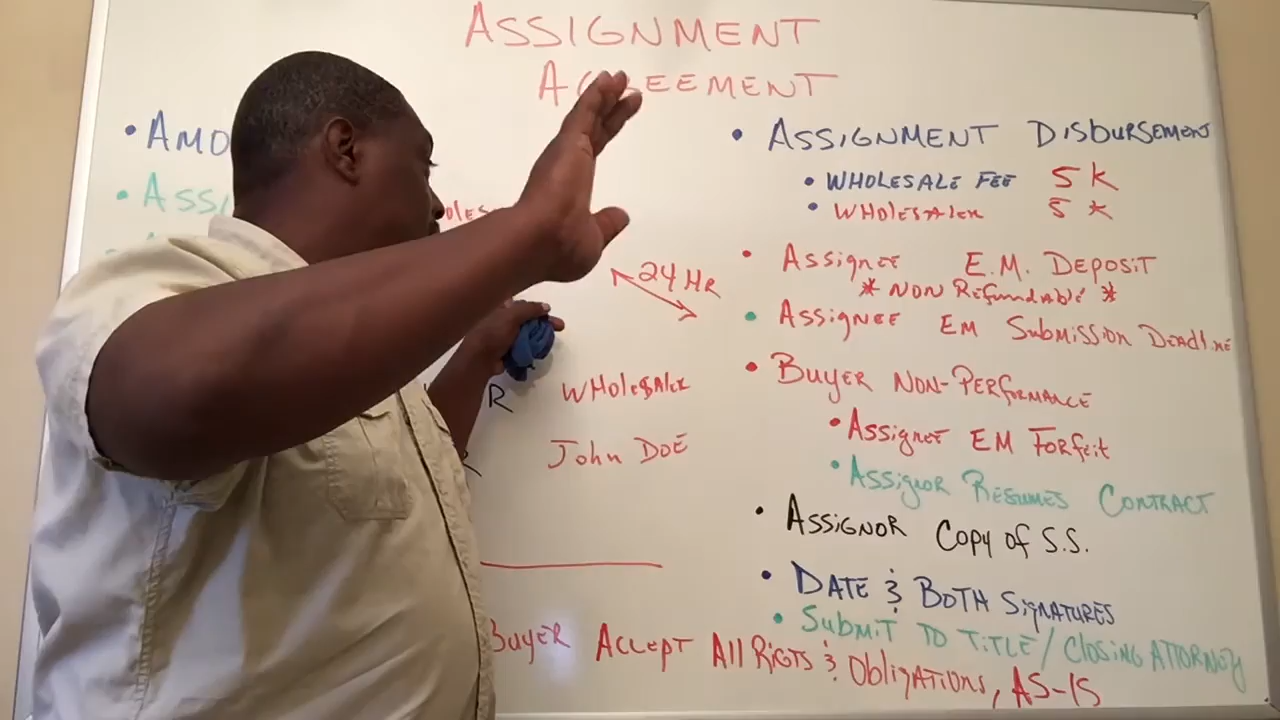 ASSIGNMENT
AGREEMENT
• AMO
• ASSI
• ASSIGNMENT DISBURSEMENT
• WHOLESALE FEE 5K
• WHOLESALER 5K
24 HR
• Assignee E.M. DEPOSIT
* NON Refundable *
• Assignee EM Submission Deadline
• BUYER NON-PERFORMANCE
• Assignee EM Forfeit
• Assignor Resumes Contract
R WHOLESALER
John DOE
• ASSIGNOR Copy of S.S.
• DATE & BOTH SIGNATURES
• Submit TO TITLE/CLOSING ATTORNEY
Buyer ACCEPT All RIGTS & ObligATIONS, AS-IS